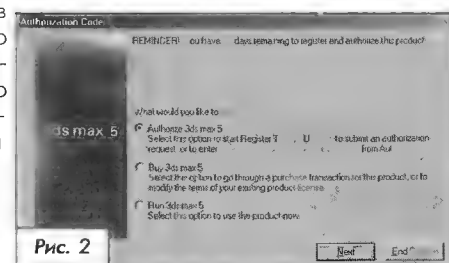 Authorization Code
REMINDER! ou have days remaining to register and authorize this product
What would you like to
3ds max 5
Authorize 3ds max 5
Select this option to start Register T U to submit an authorization
request or to enter from Aut
Buy 3ds max 5
Select this option to go through a purchase transaction for this product, or to
modify the terms of your existing product license
Run 3ds max 5
Select this option to use this product now.
Next End
Рис. 2